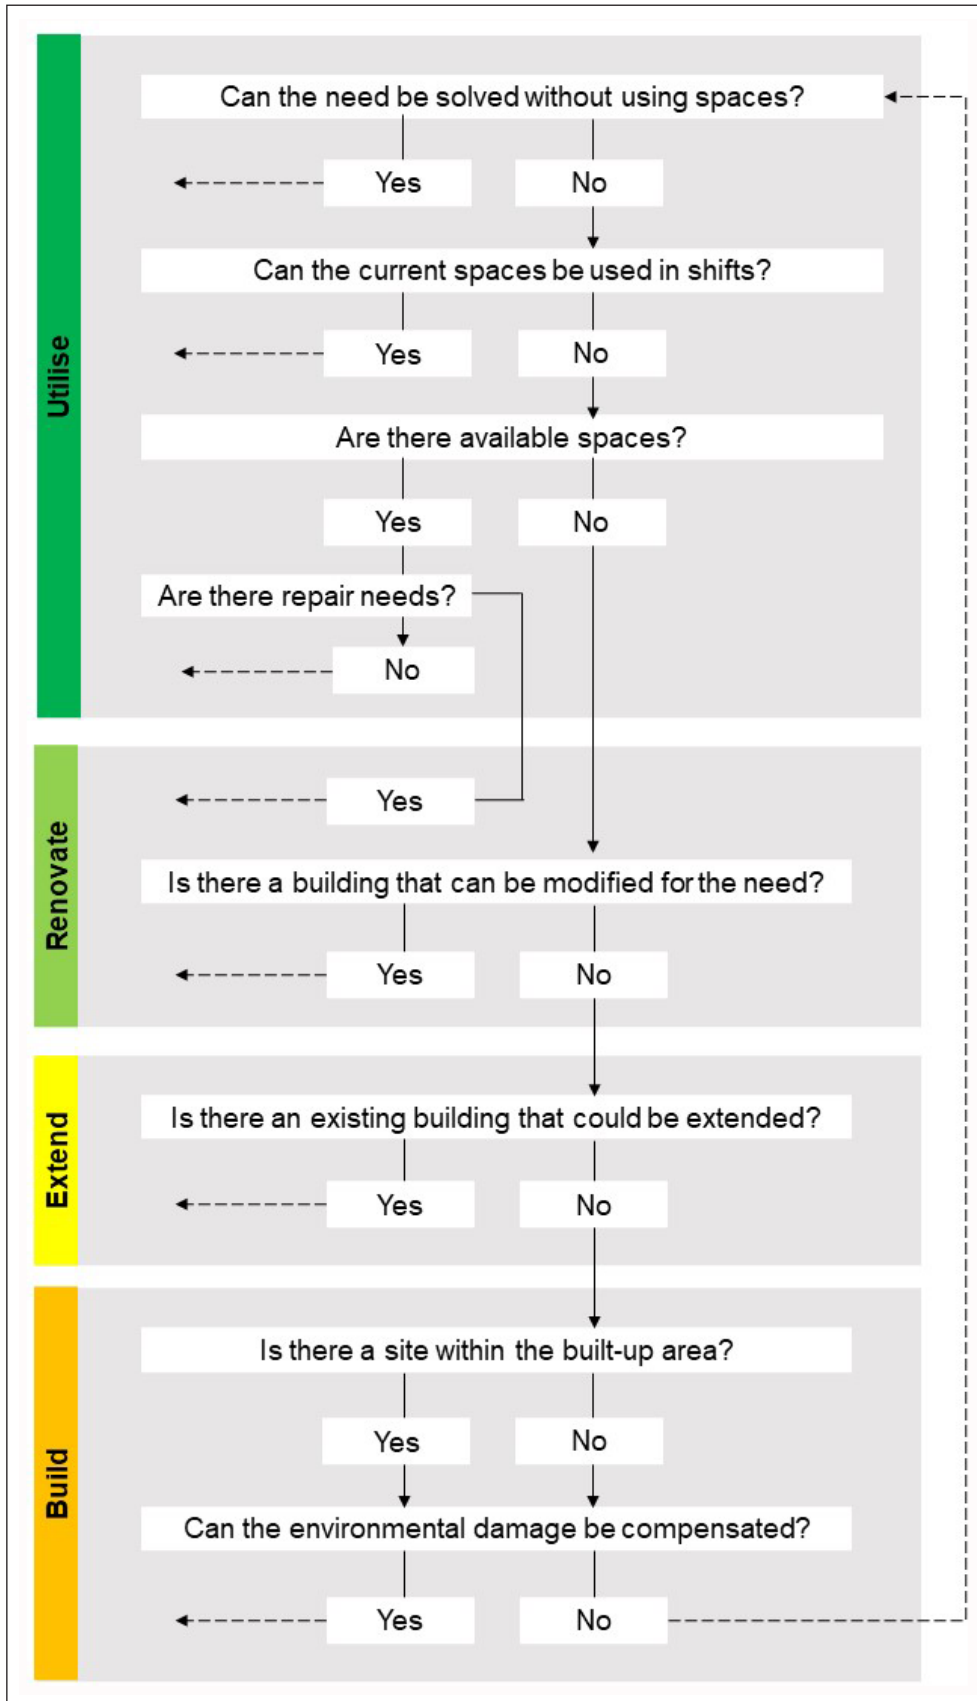 Utilise
Can the need be solved without using spaces?
Yes
No
Can the current spaces be used in shifts?
Yes
No
Are there available spaces?
Yes
No
Are there repair needs?
No
Renovate
Yes
Is there a building that can be modified for the need?
Yes
No
Extend
Is there an existing building that could be extended?
Yes
No
Build
Is there a site within the built-up area?
Yes
No
Can the environmental damage be compensated?
Yes
No